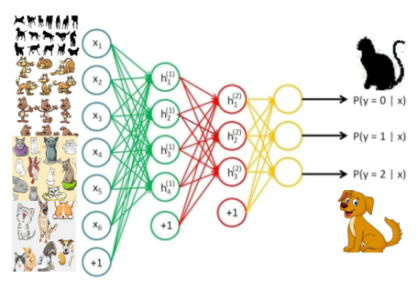 x₁
x₂
x₃
x₄
x₅
x₆
+1
h₁⁽¹⁾
h₂⁽¹⁾
h₃⁽¹⁾
h₄⁽¹⁾
+1
h₁⁽²⁾
h₂⁽²⁾
h₃⁽²⁾
+1
P(y = 0 | x)
P(y = 1 | x)
P(y = 2 | x)